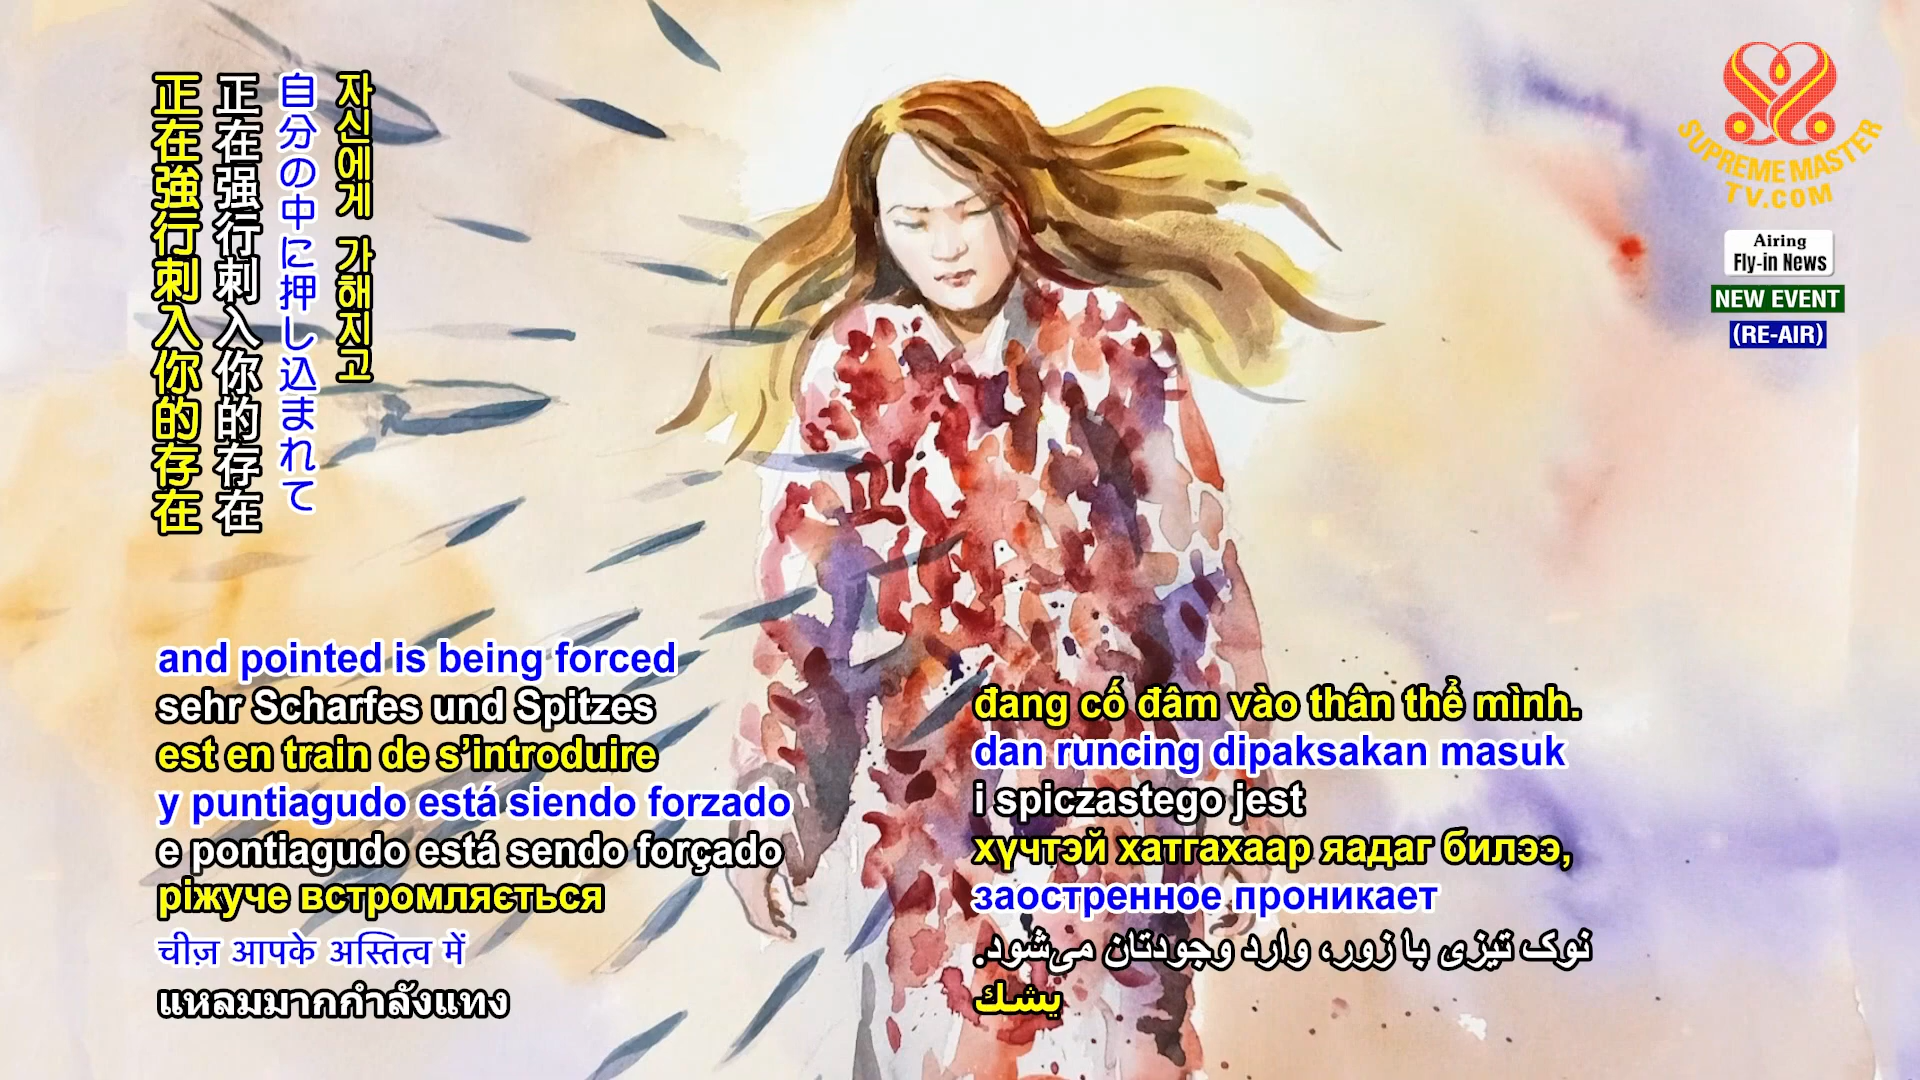 正在強行刺入你的存在
正在强行刺入你的存在
自分の中に押し込まれて
자신에게 가해지고
SUPREME MASTER
TV.COM
Airing
Fly-in News
NEW EVENT
(RE-AIR)
and pointed is being forced
sehr Scharfes und Spitzes
est en train de s’introduire
y puntiagudo está siendo forzado
e pontiagudo está sendo forçado
ріжуче встромляється
चीज़ आपके अस्तित्व में
แหลมมากกำลังแทง
đang cố đâm vào thân thể mình.
dan runcing dipaksakan masuk
i spiczastego jest
хүчтэй хатгахаар яадаг билээ,
заостренное проникает
نوک تیزی با زور، وارد وجودتان می‌شود.
يشك